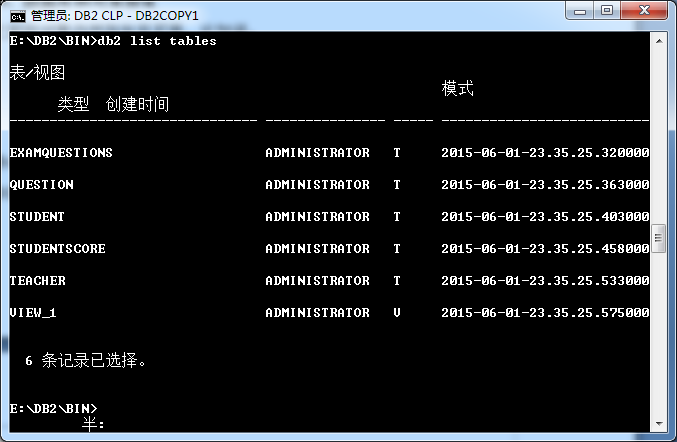 管理员: DB2 CLP - DB2COPY1
E:\DB2\BIN>db2 list tables
表/视图
模式
类型 创建时间
------------------------------- --------------- ----- --------------------------
EXAMQUESTIONS ADMINISTRATOR T 2015-06-01-23.35.25.320000
QUESTION ADMINISTRATOR T 2015-06-01-23.35.25.363000
STUDENT ADMINISTRATOR T 2015-06-01-23.35.25.403000
STUDENTSCORE ADMINISTRATOR T 2015-06-01-23.35.25.458000
TEACHER ADMINISTRATOR T 2015-06-01-23.35.25.533000
VIEW_1 ADMINISTRATOR V 2015-06-01-23.35.25.575000
6 条记录已选择。
E:\DB2\BIN>
半: